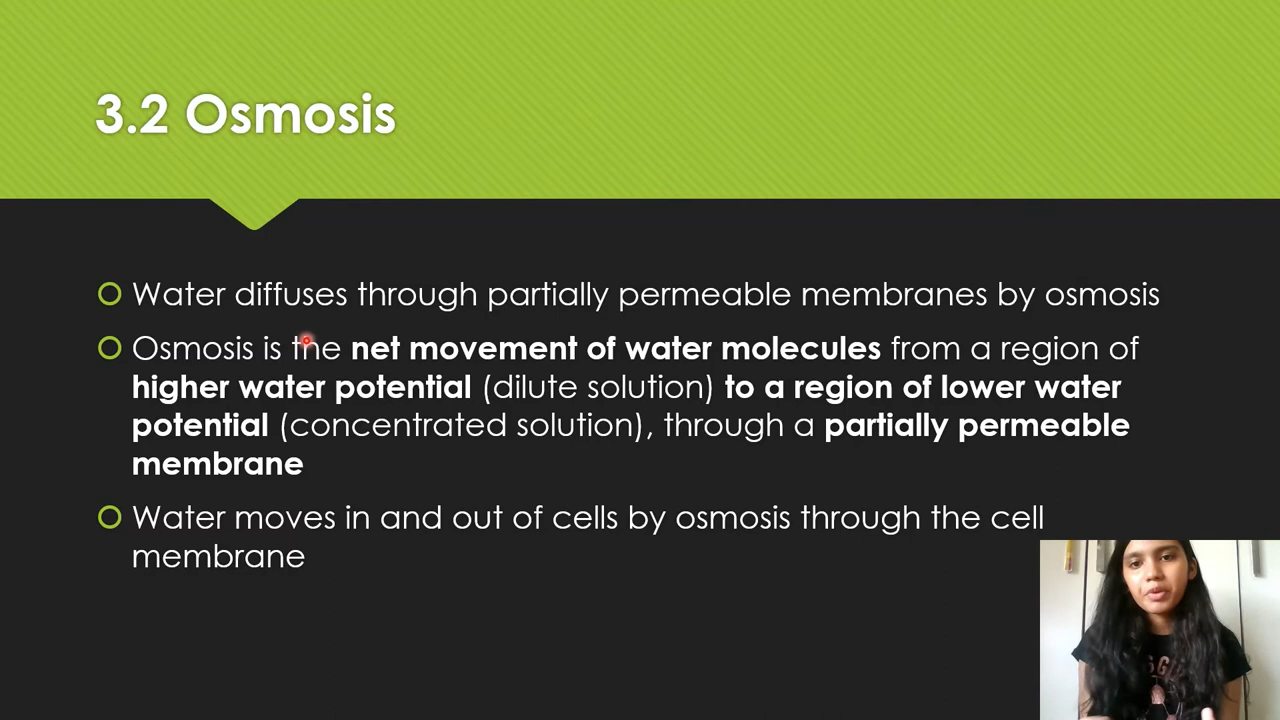 3.2 Osmosis
Water diffuses through partially permeable membranes by osmosis
Osmosis is the net movement of water molecules from a region of
higher water potential (dilute solution) to a region of lower water
potential (concentrated solution), through a partially permeable
membrane
Water moves in and out of cells by osmosis through the cell
membrane